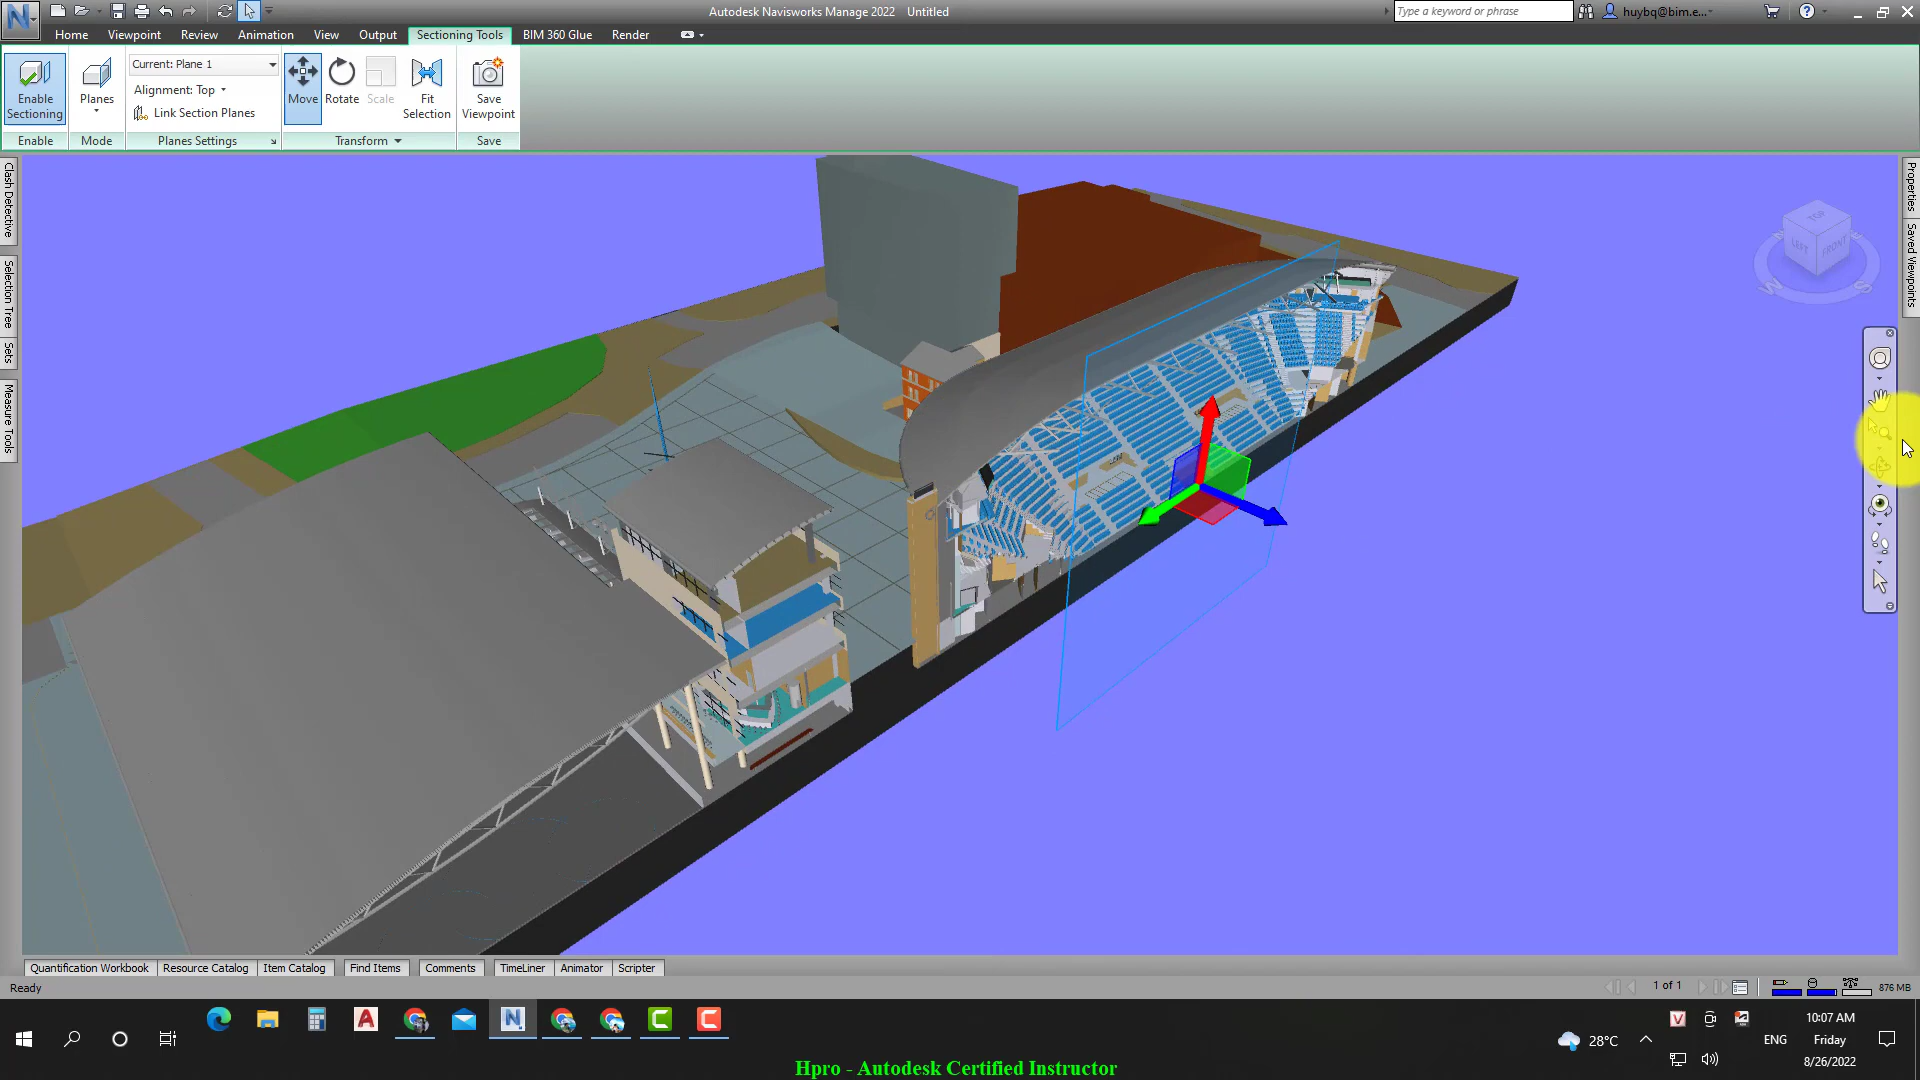 Autodesk Navisworks Manage 2022 Untitled
Type a keyword or phrase
huybq@bim.e...
Home Viewpoint Review Animation View Output Sectioning Tools BIM 360 Glue Render
Enable Sectioning
Planes
Current: Plane 1
Alignment: Top
Link Section Planes
Move
Rotate
Scale
Fit Selection
Save Viewpoint
Enable
Mode
Planes Settings
Transform
Save
Clash Detective
Selection Tree
Sets
Measure Tools
Properties
Saved Viewpoints
TOP
LEFT
FRONT
W
S
Quantification Workbook Resource Catalog Item Catalog Find Items Comments TimeLiner Animator Scripter
Ready
1 of 1
876 MB
28°C
ENG
10:07 AM
Friday
8/26/2022
Hpro - Autodesk Certified Instructor